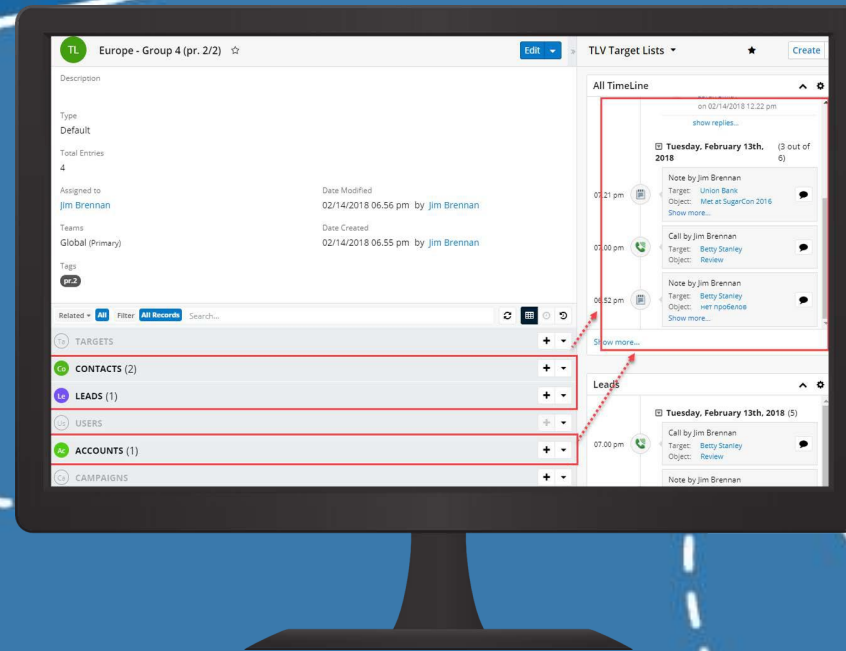 TL Europe - Group 4 (pr. 2/2) Edit
Description
Type
Default
Total Entries
4
Assigned to
Jim Brennan
Date Modified
02/14/2018 06.56 pm by Jim Brennan
Teams
Global (Primary)
Date Created
02/14/2018 06.55 pm by Jim Brennan
Tags
pr.2
Related All Filter All Records Search...
Ta TARGETS
Co CONTACTS (2)
Le LEADS (1)
Us USERS
Ac ACCOUNTS (1)
Ca CAMPAIGNS
TLV Target Lists Create
All TimeLine
on 02/14/2018 12.22 pm
show replies...
Tuesday, February 13th, 2018 (3 out of 6)
Note by Jim Brennan
07.21 pm Target: Union Bank
Object: Met at SugarCon 2016
Show more...
Call by Jim Brennan
07.00 pm Target: Betty Stanley
Object: Review
Note by Jim Brennan
06.52 pm Target: Betty Stanley
Object: нет пробелов
Show more...
Show more...
Leads
Tuesday, February 13th, 2018 (5)
Call by Jim Brennan
07.00 pm Target: Betty Stanley
Object: Review
Note by Jim Brennan